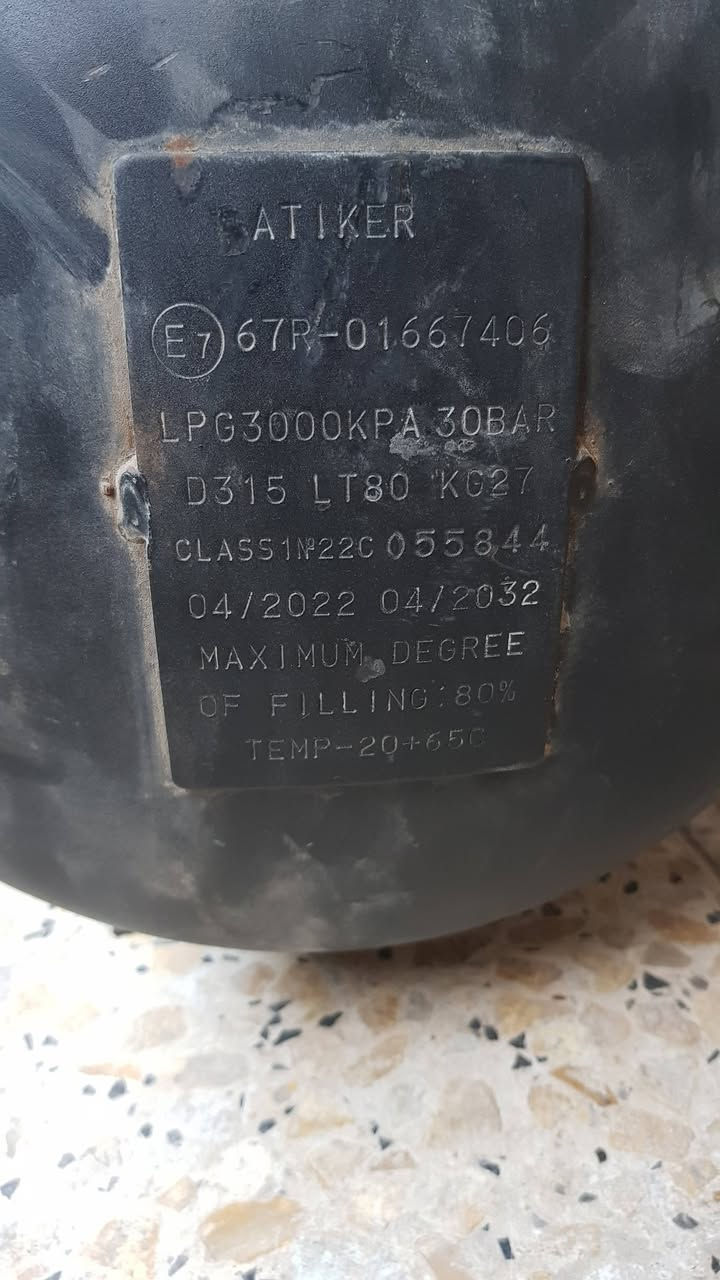 ATIKER
E7 67R-01667406
LPG3000KPA 30BAR
D315 LT80 KG27
CLASS1Nº22C 055844
04/2022 04/2032
MAXIMUM DEGREE
OF FILLING:80%
TEMP-20+65C